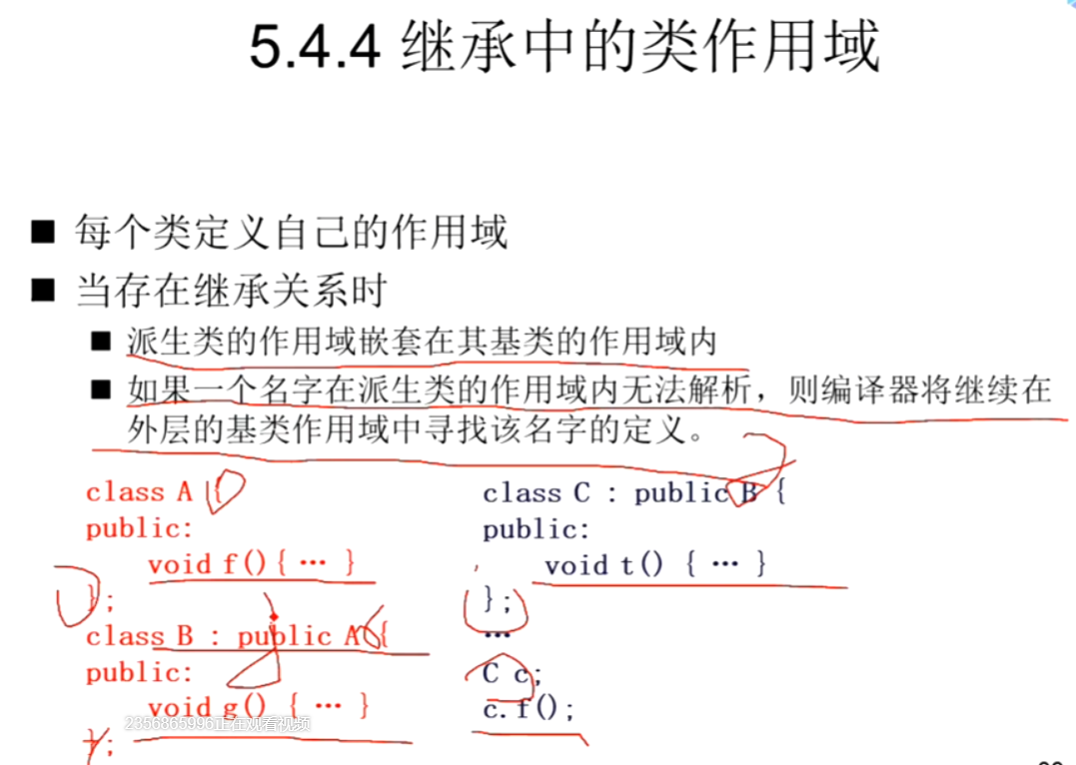 5.4.4 继承中的类作用域
■ 每个类定义自己的作用域
■ 当存在继承关系时
■ 派生类的作用域嵌套在其基类的作用域内
■ 如果一个名字在派生类的作用域内无法解析，则编译器将继续在
外层的基类作用域中寻找该名字的定义。
class A {
public:
void f(){ … }
};
class B : public A {
public:
void g() { … }
};
class C : public B {
public:
void t() { … }
};
…
C c;
c.f();
2356865996正在观看视频